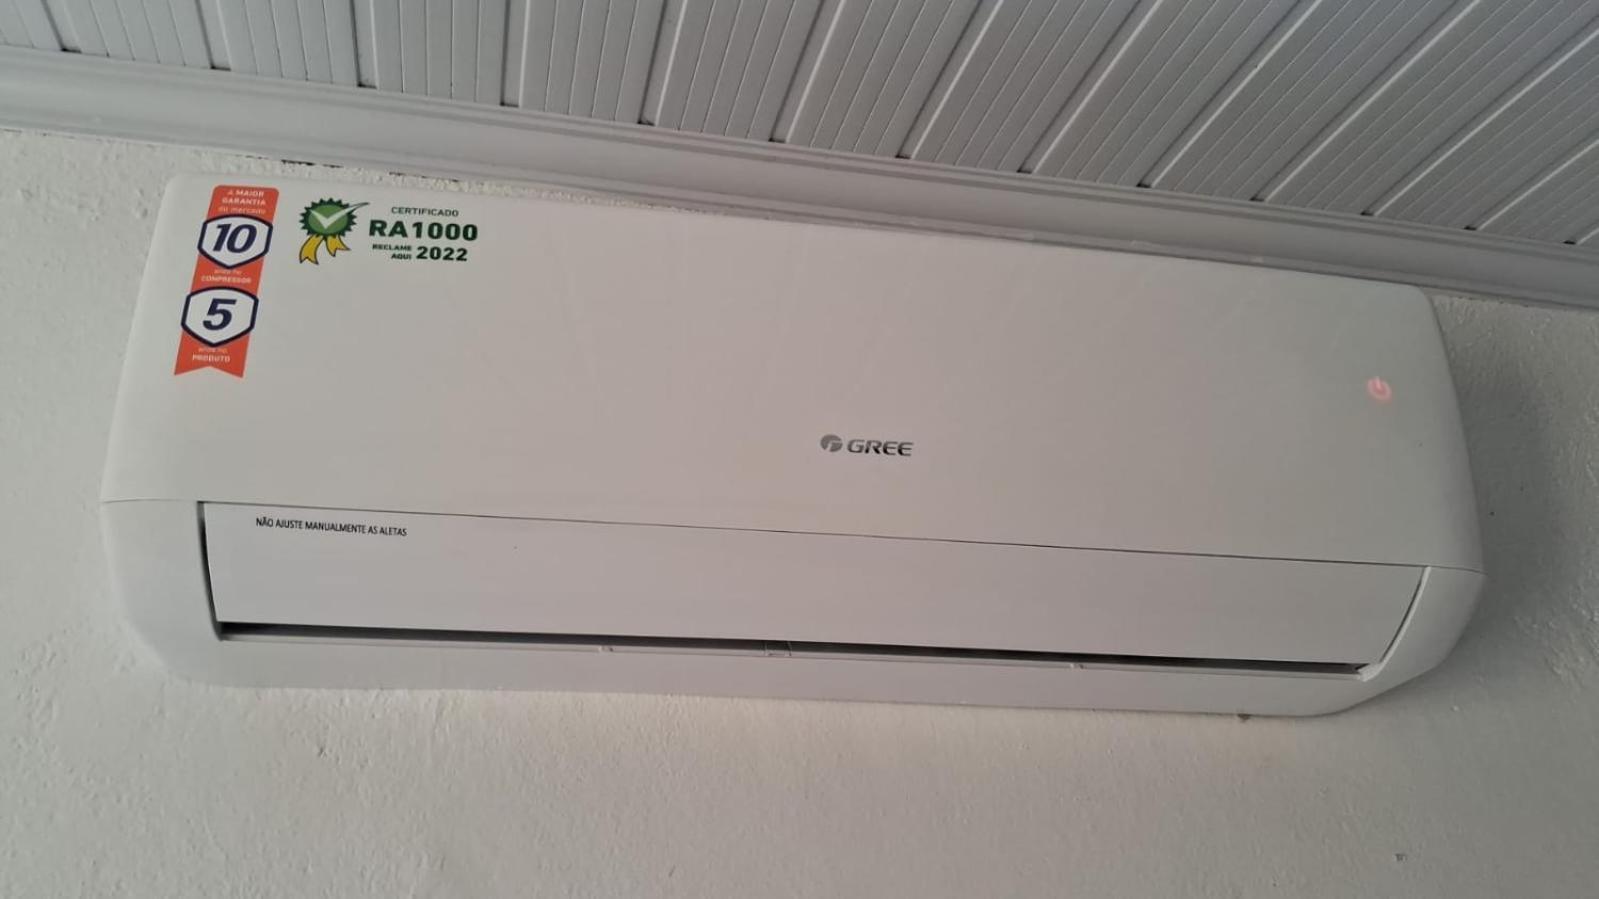 A MAIOR
GARANTIA
do mercado
10
anos no
COMPRESSOR
5
anos no
PRODUTO
CERTIFICADO
RA1000
RECLAME
AQUI 2022
GREE
NÃO AJUSTE MANUALMENTE AS ALETAS